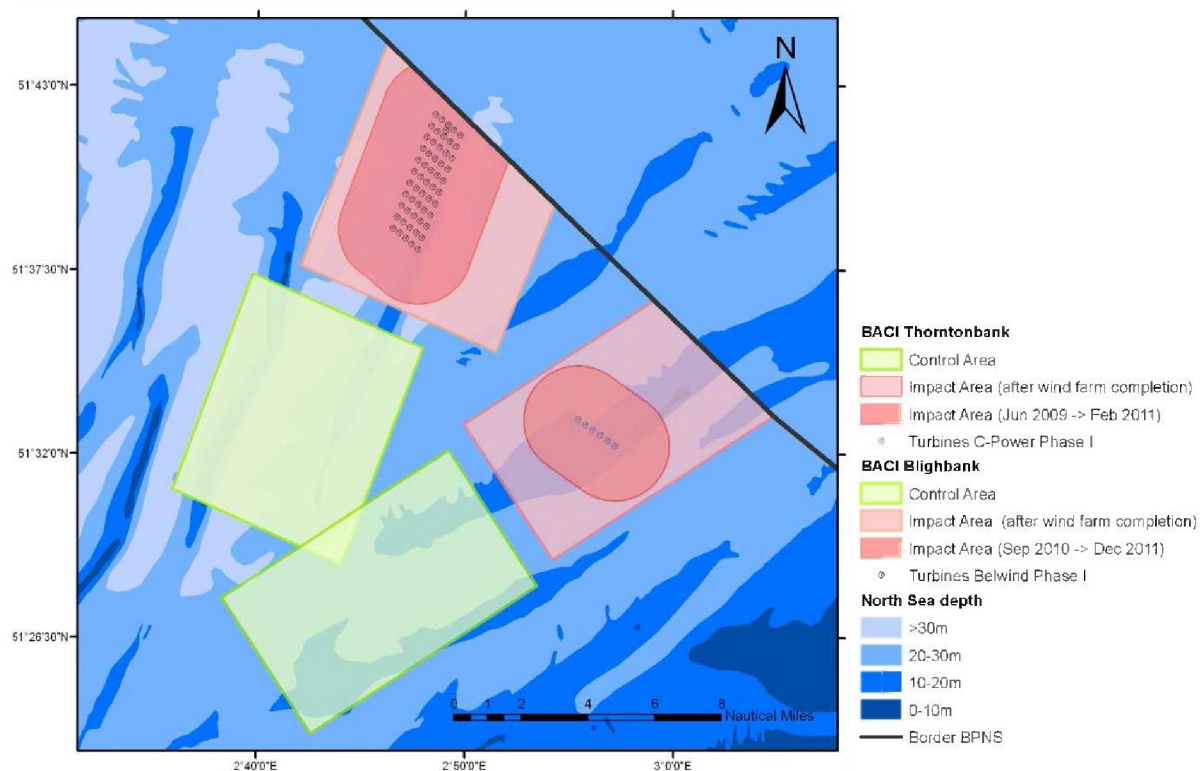 N
51°43'0"N
51°37'30"N
51°32'0"N
51°26'30"N
0 1 2 4 6 8
Nautical Miles
2°40'0"E 2°50'0"E 3°0'0"E
BACI Thorntonbank
Control Area
Impact Area (after wind farm completion)
Impact Area (Jun 2009 -> Feb 2011)
Turbines C-Power Phase I
BACI Blighbank
Control Area
Impact Area (after wind farm completion)
Impact Area (Sep 2010 -> Dec 2011)
Turbines Belwind Phase I
North Sea depth
>30m
20-30m
10-20m
0-10m
Border BPNS